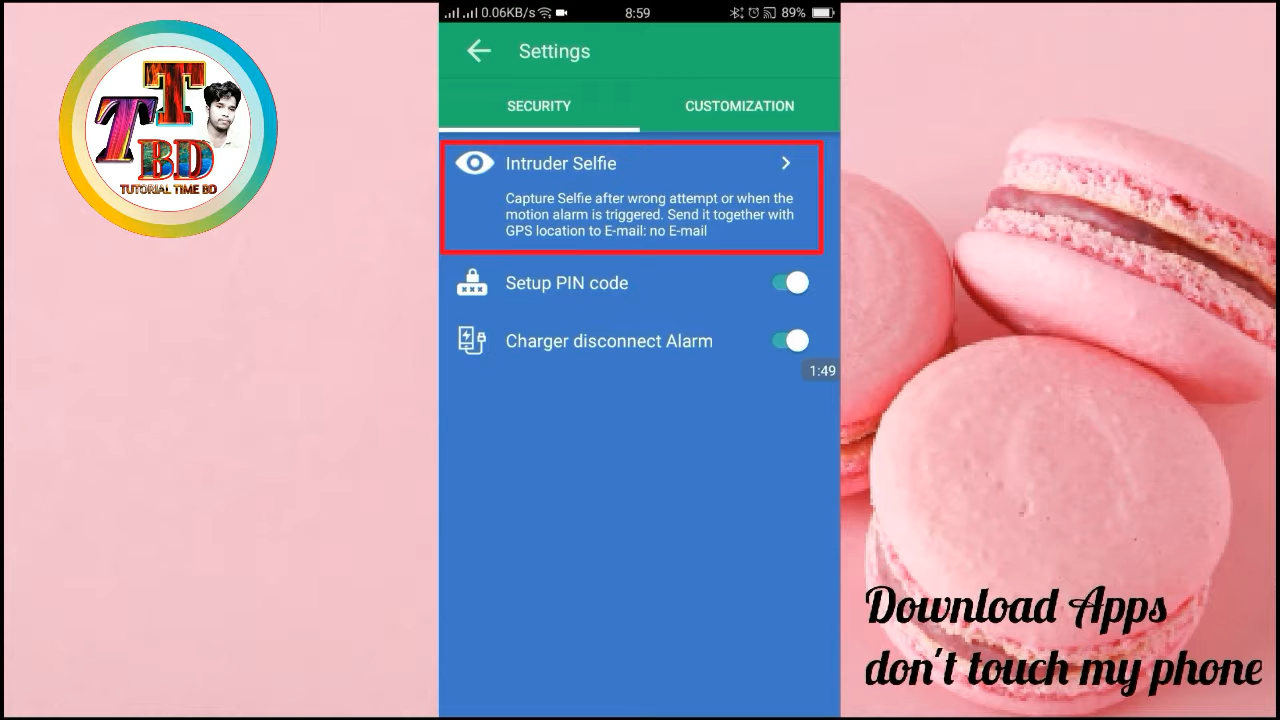 T
T
BD
TUTORIAL TIME BD
0.06KB/s 8:59 89%
Settings
SECURITY CUSTOMIZATION
Intruder Selfie
Capture Selfie after wrong attempt or when the
motion alarm is triggered. Send it together with
GPS location to E-mail: no E-mail
Setup PIN code
Charger disconnect Alarm
1:49
Download Apps
don't touch my phone